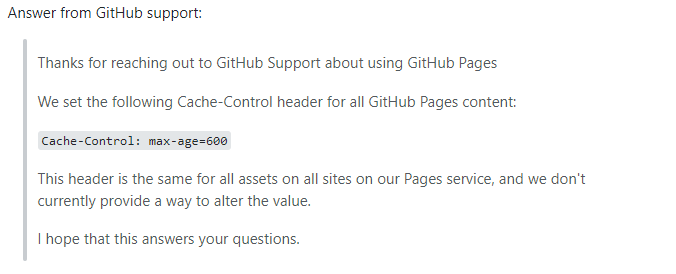 Answer from GitHub support:
Thanks for reaching out to GitHub Support about using GitHub Pages
We set the following Cache-Control header for all GitHub Pages content:
Cache-Control: max-age=600
This header is the same for all assets on all sites on our Pages service, and we don't
currently provide a way to alter the value.
I hope that this answers your questions.